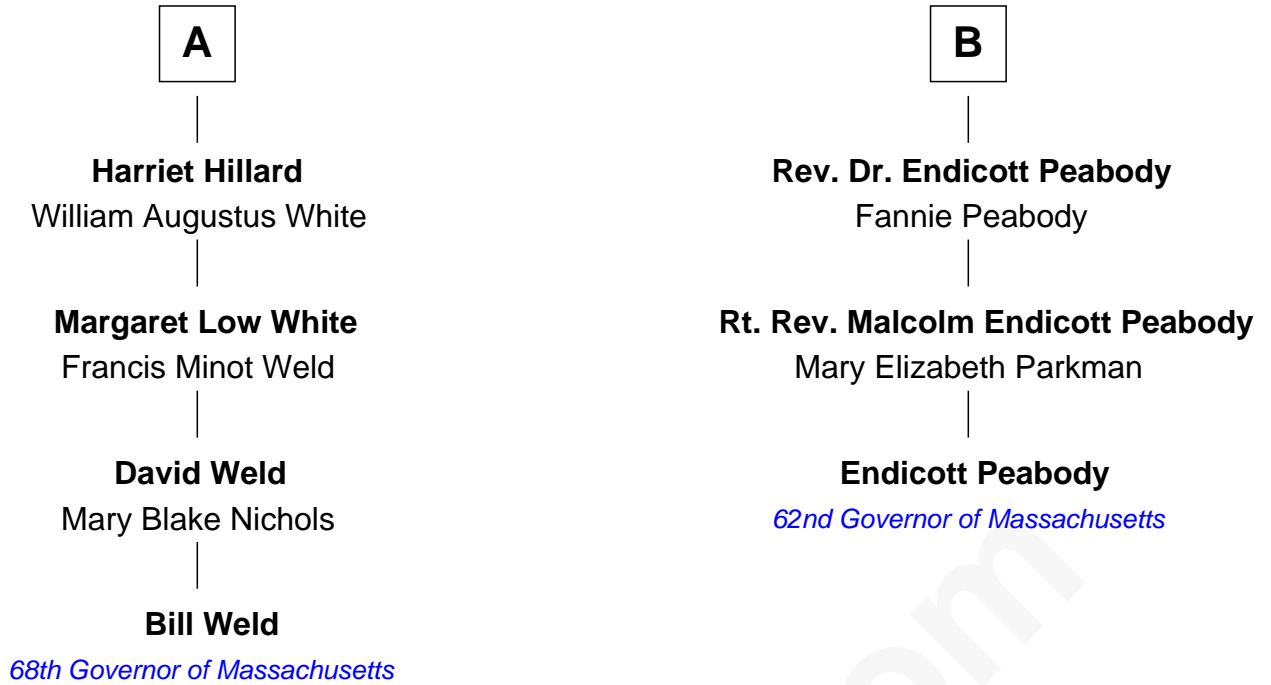 A
Harriet Hillard
William Augustus White
Margaret Low White
Francis Minot Weld
David Weld
Mary Blake Nichols
Bill Weld
68th Governor of Massachusetts
B
Rev. Dr. Endicott Peabody
Fannie Peabody
Rt. Rev. Malcolm Endicott Peabody
Mary Elizabeth Parkman
Endicott Peabody
62nd Governor of Massachusetts
om